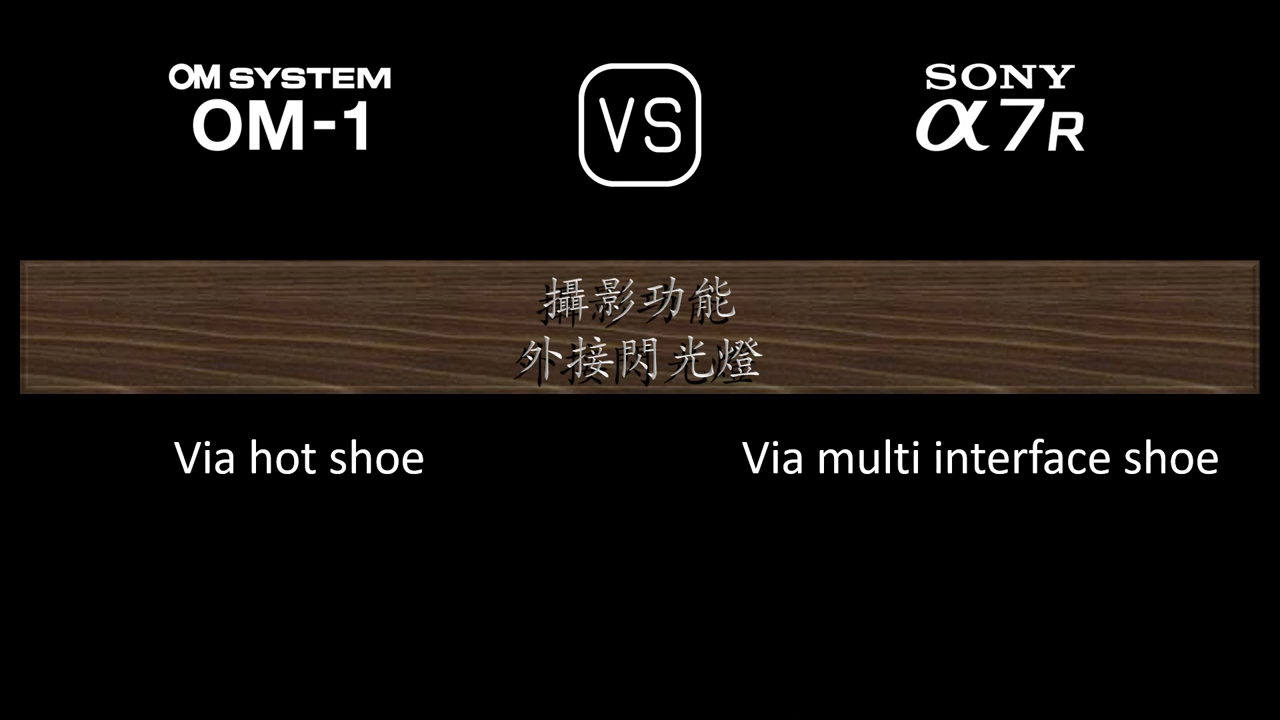 OM SYSTEM
OM-1
VS
SONY
α7R
攝影功能
外接閃光燈
Via hot shoe
Via multi interface shoe